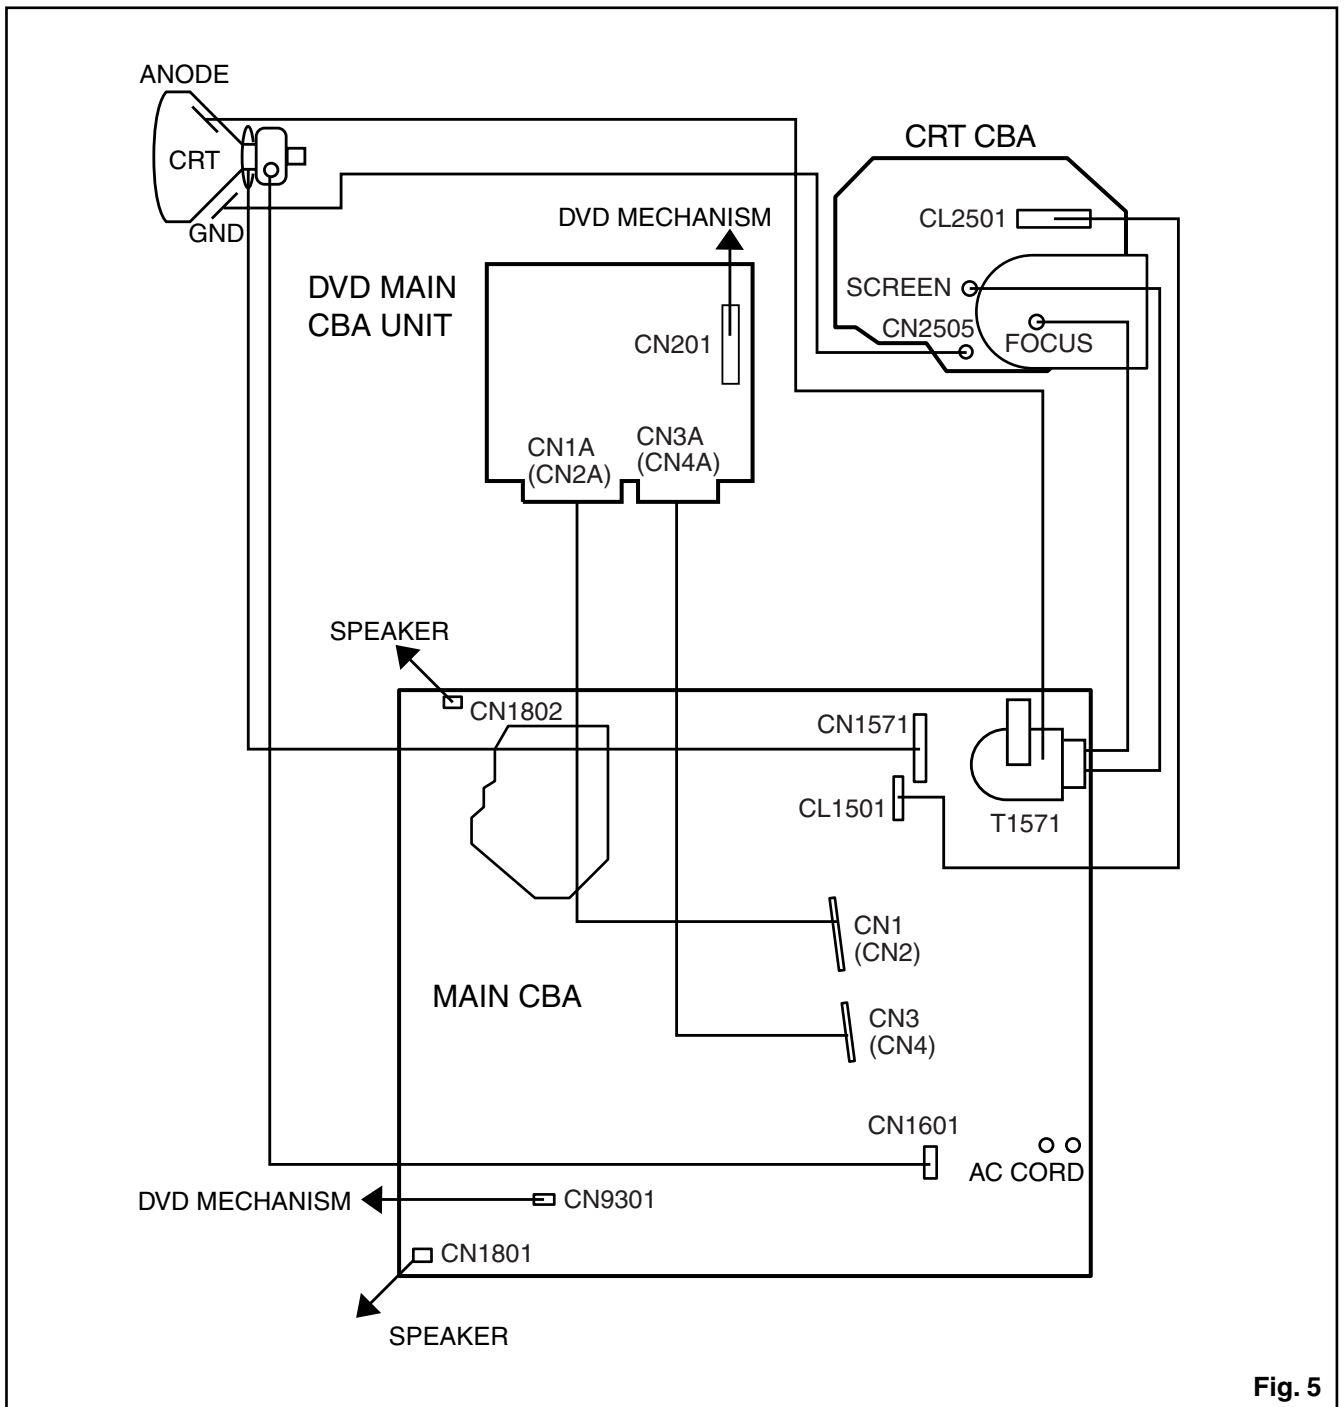 ANODE
CRT
GND
CRT CBA
CL2501
SCREEN
CN2505
FOCUS
DVD MECHANISM
DVD MAIN
CBA UNIT
CN201
CN1A
(CN2A)
CN3A
(CN4A)
SPEAKER
CN1802
CN1571
CL1501
T1571
CN1
(CN2)
MAIN CBA
CN3
(CN4)
CN1601
AC CORD
DVD MECHANISM
CN9301
CN1801
SPEAKER
Fig. 5